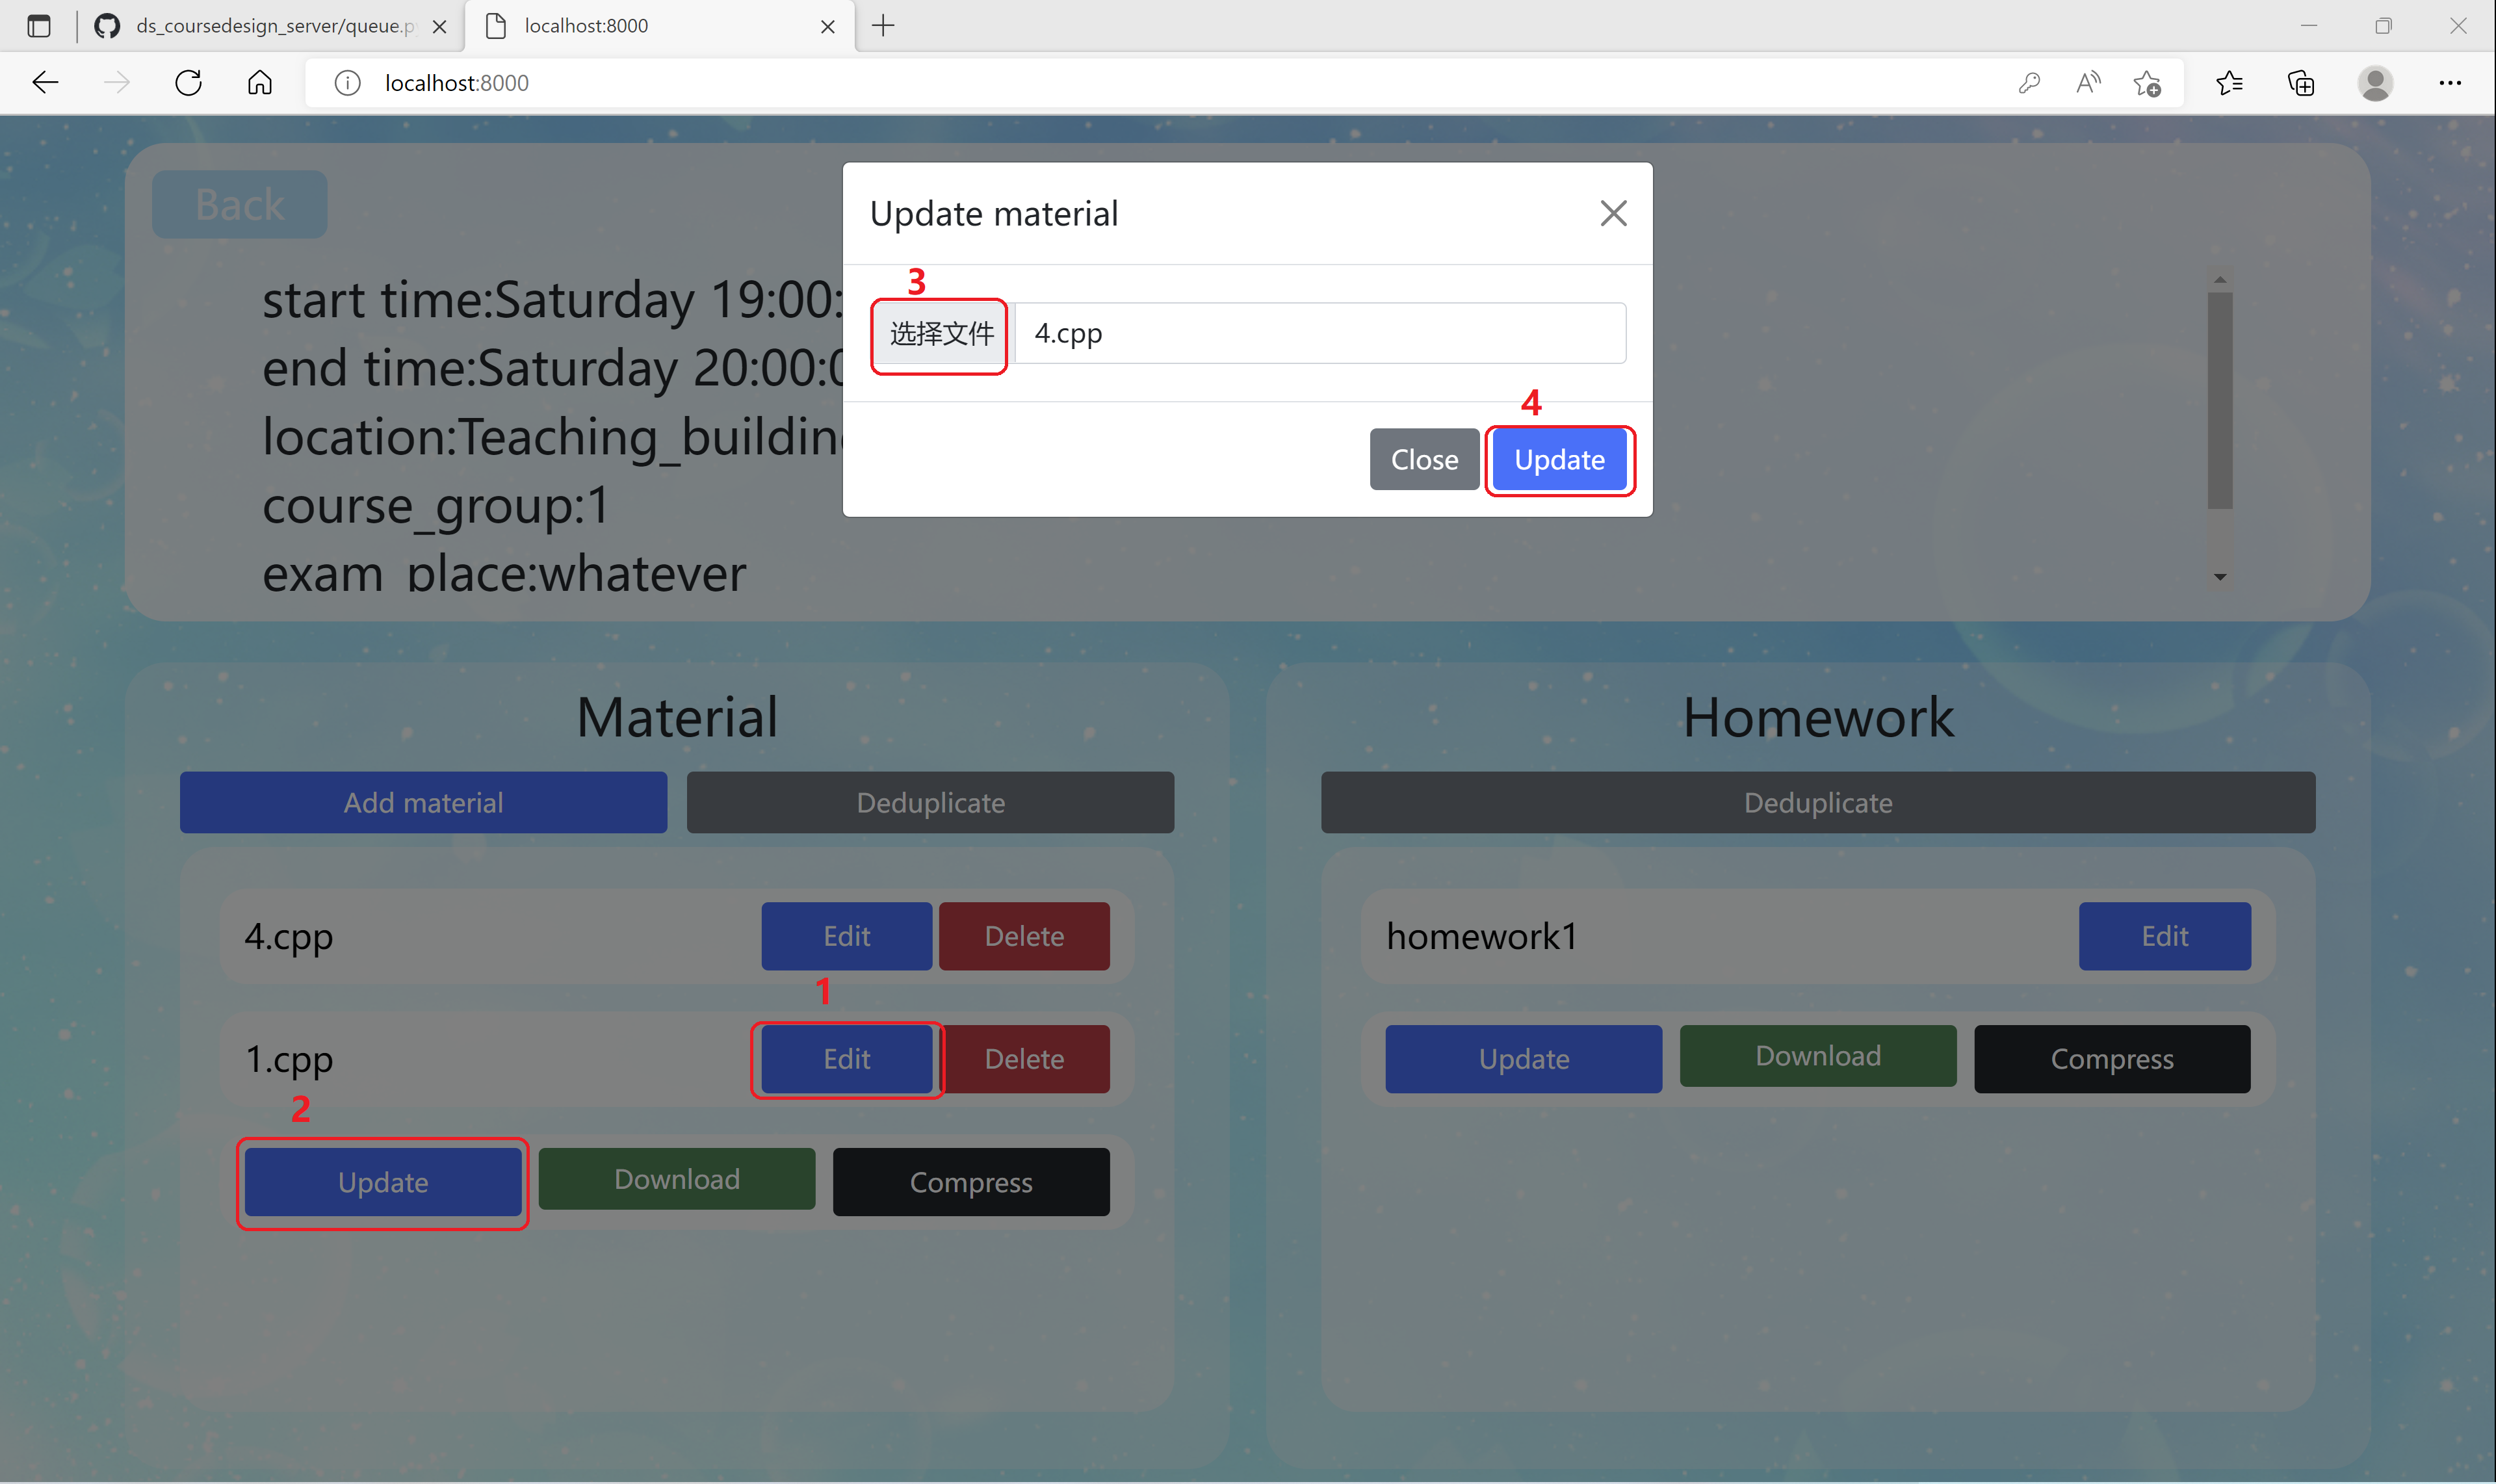 ds_coursedesign_server/queue.p
localhost:8000
localhost:8000
Back
Update material
start time:Saturday 19:00:
3
选择文件 4.cpp
end time:Saturday 20:00:0
4
location:Teaching_buildin
Close Update
course_group:1
exam_place:whatever
Material
Add material Deduplicate
4.cpp Edit Delete
1
1.cpp Edit Delete
2
Update Download Compress
Homework
Deduplicate
homework1 Edit
Update Download Compress